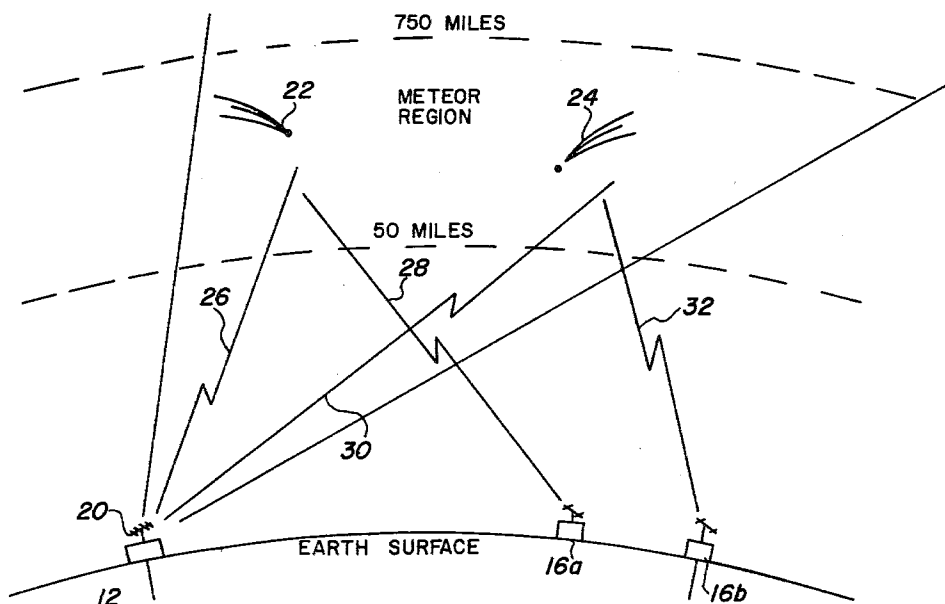 750 MILES
22
METEOR
REGION
24
50 MILES
28
26
32
30
20
EARTH SURFACE
16a
16b
12